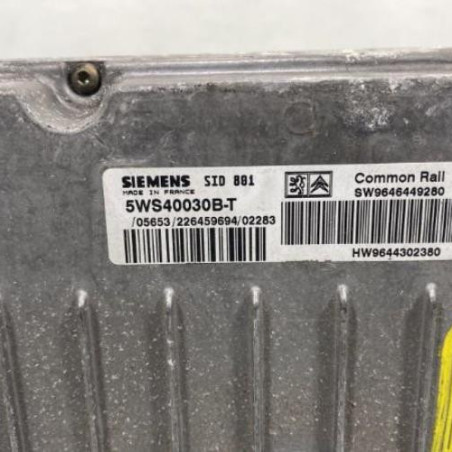 SIEMENS SID 801
MADE IN FRANCE
5WS40030B-T
/05653/226459694/02283
Common Rail
SW9646449280
HW9644302380